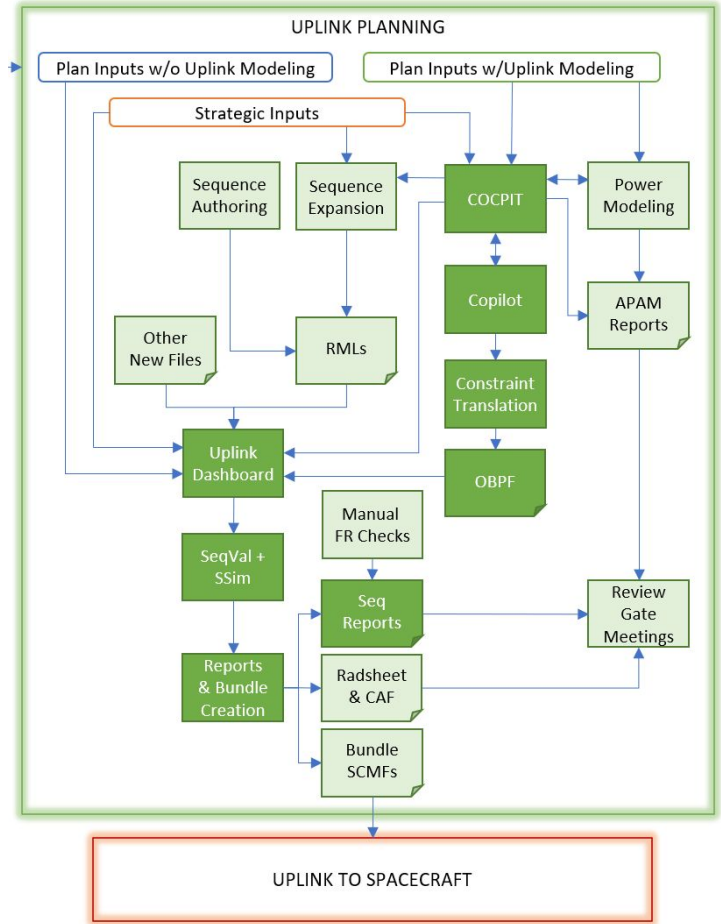 UPLINK PLANNING
Plan Inputs w/o Uplink Modeling
Plan Inputs w/Uplink Modeling
Strategic Inputs
Sequence
Authoring
Sequence
Expansion
COCPIT
Power
Modeling
Other
New Files
RMLs
Copilot
APAM
Reports
Constraint
Translation
Uplink
Dashboard
OBPF
Manual
FR Checks
SeqVal +
SSim
Seq
Reports
Review
Gate
Meetings
Reports
& Bundle
Creation
Radsheet
& CAF
Bundle
SCMFs
UPLINK TO SPACECRAFT